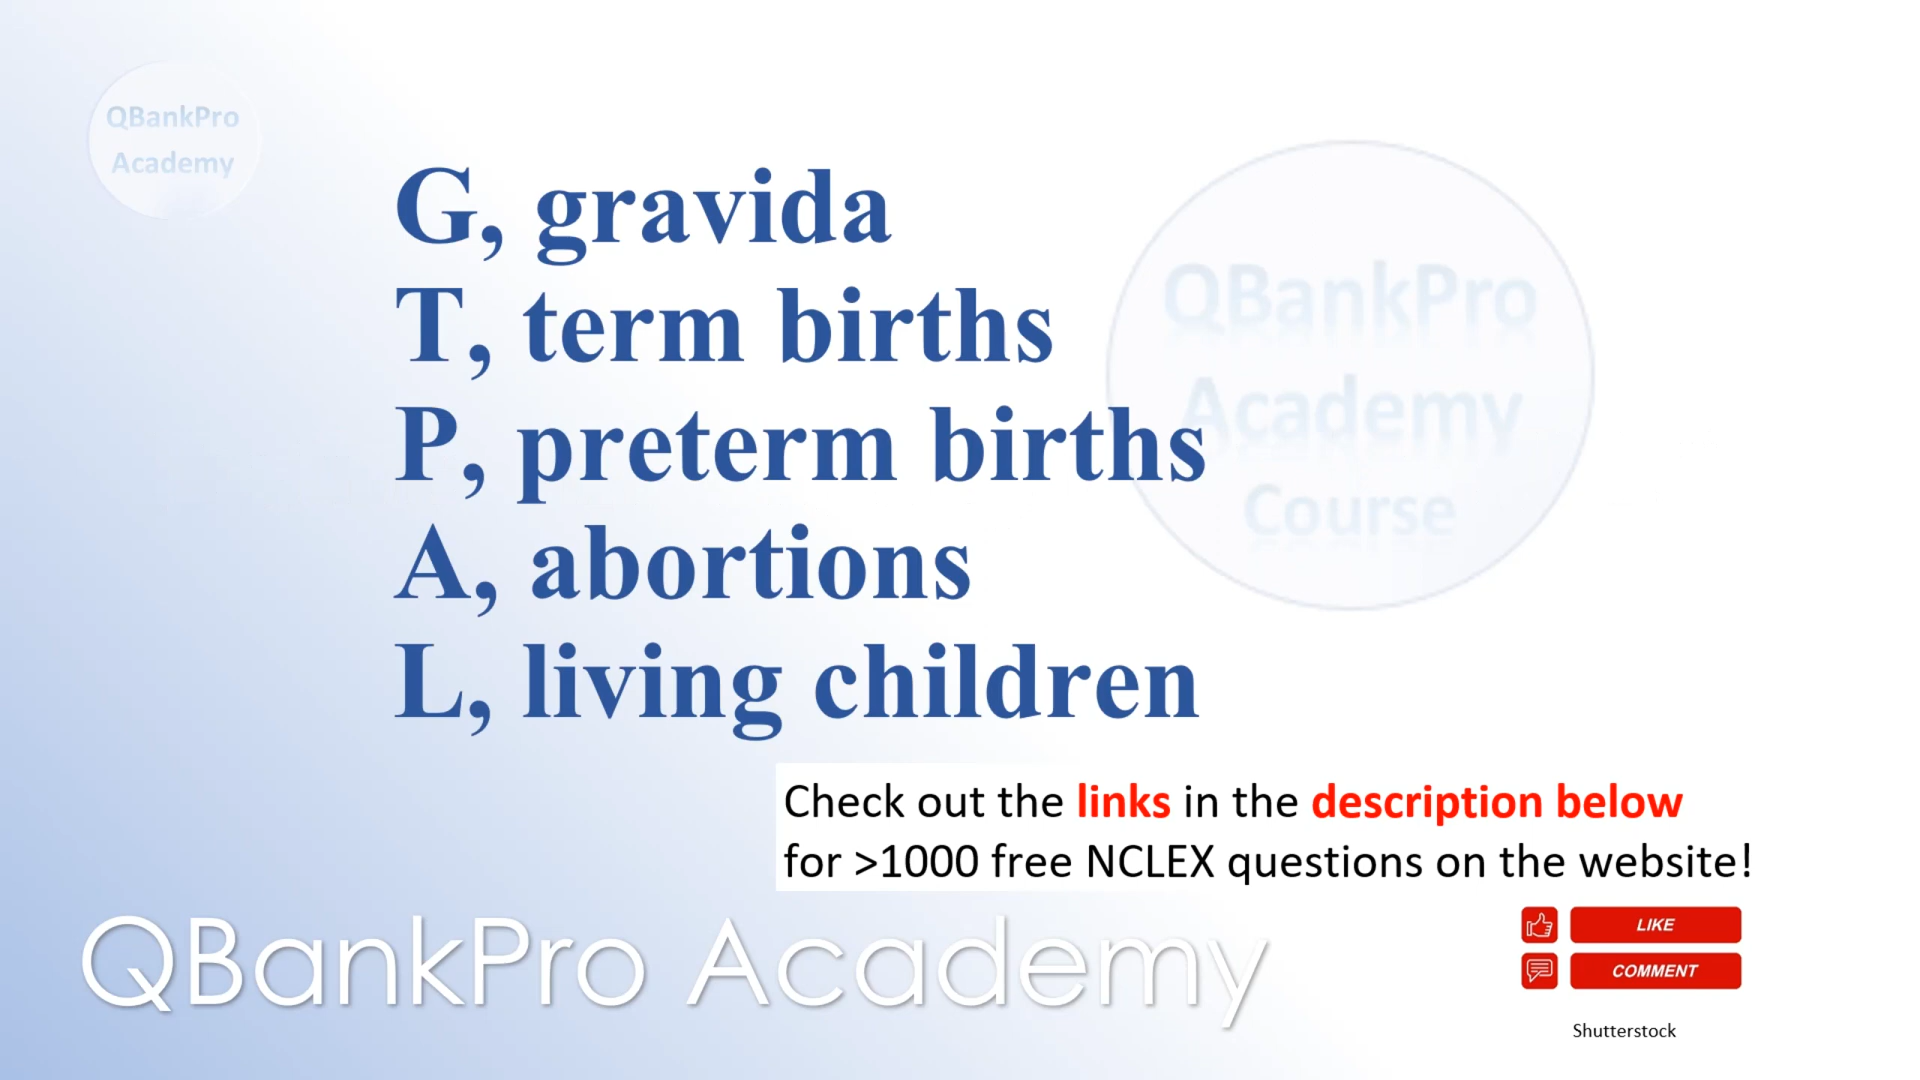 QBankPro
Academy
G, gravida
T, term births
P, preterm births
A, abortions
L, living children
QBankPro
Academy
Course
Check out the links in the description below
for >1000 free NCLEX questions on the website!
QBankPro Academy
LIKE
COMMENT
Shutterstock